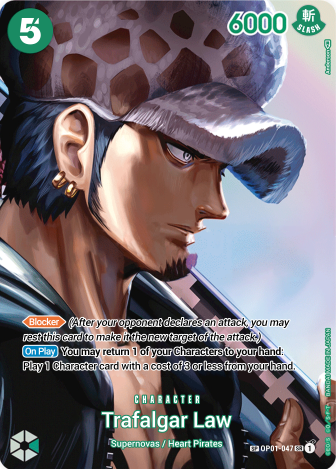 5
6000
斬
SLASH
Blocker (After your opponent declares an attack, you may
rest this card to make it the new target of the attack.)
On Play You may return 1 of your Characters to your hand:
Play 1 Character card with a cost of 3 or less from your hand.
CHARACTER
Trafalgar Law
Supernovas / Heart Pirates
SP OP01-047 SR 1